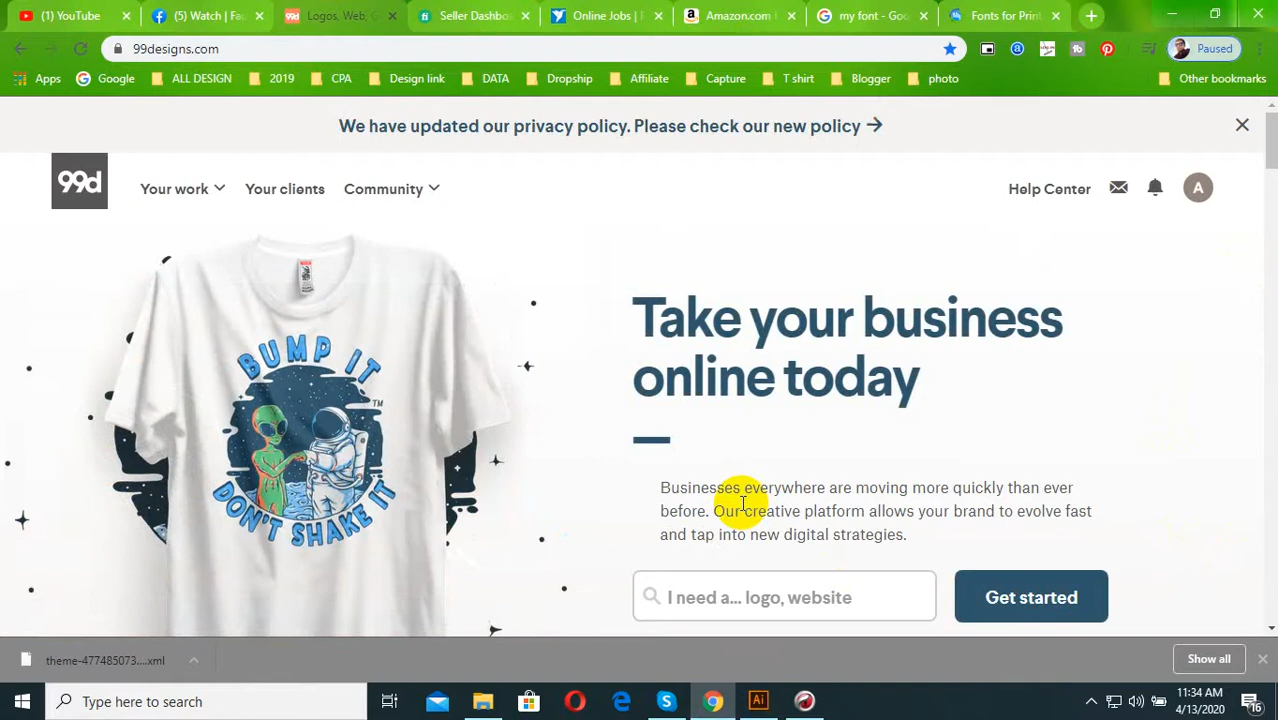 (1) YouTube
(5) Watch | Fa
Logos, Web, G
Seller Dashbo
Online Jobs |
Amazon.com
my font - Goo
Fonts for Print
99designs.com
Paused
Apps
Google
ALL DESIGN
2019
CPA
Design link
DATA
Dropship
Affiliate
Capture
T shirt
Blogger
photo
Other bookmarks
We have updated our privacy policy. Please check our new policy →
99d
Your work
Your clients
Community
Help Center
A
BUMP IT
TM
DON'T SHAKE IT
Take your business
online today
Businesses everywhere are moving more quickly than ever
before. Our creative platform allows your brand to evolve fast
and tap into new digital strategies.
I need a... logo, website
Get started
theme-477485073....xml
Show all
Type here to search
Ai
11:34 AM
4/13/2020
16